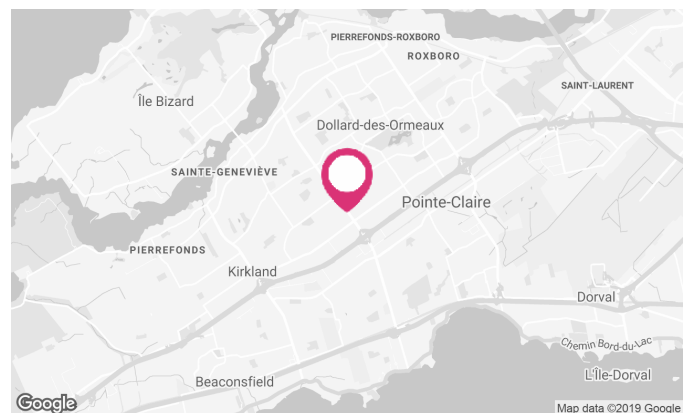 PIERREFONDS-ROXBORO
ROXBORO
SAINT-LAURENT
Île Bizard
Dollard-des-Ormeaux
SAINTE-GENEVIÈVE
Pointe-Claire
PIERREFONDS
Kirkland
Dorval
Chemin Bord-du-Lac
L'Île-Dorval
Beaconsfield
Google
Map data ©2019 Google